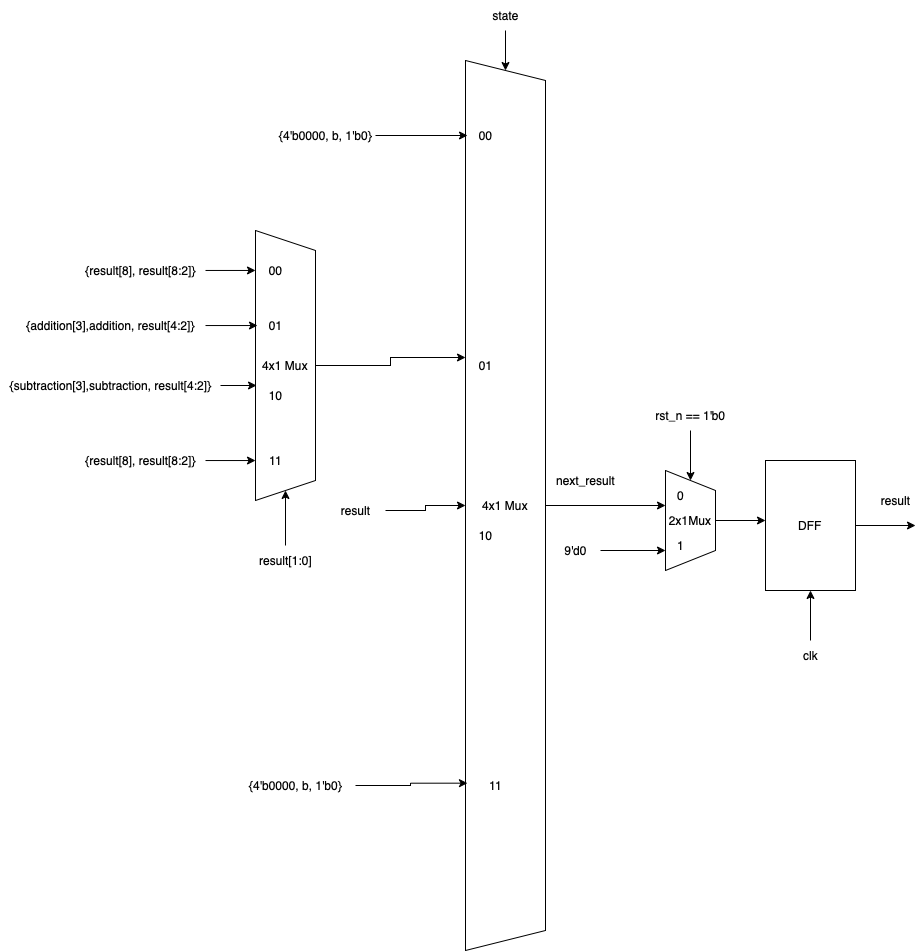 state
{4'b0000, b, 1'b0}
00
{result[8], result[8:2]}
00
{addition[3],addition, result[4:2]}
01
4x1 Mux
01
{subtraction[3],subtraction, result[4:2]}
10
rst_n == 1'b0
{result[8], result[8:2]}
11
next_result
0
result
result
4x1 Mux
2x1Mux
DFF
10
1
9'd0
result[1:0]
clk
{4'b0000, b, 1'b0}
11